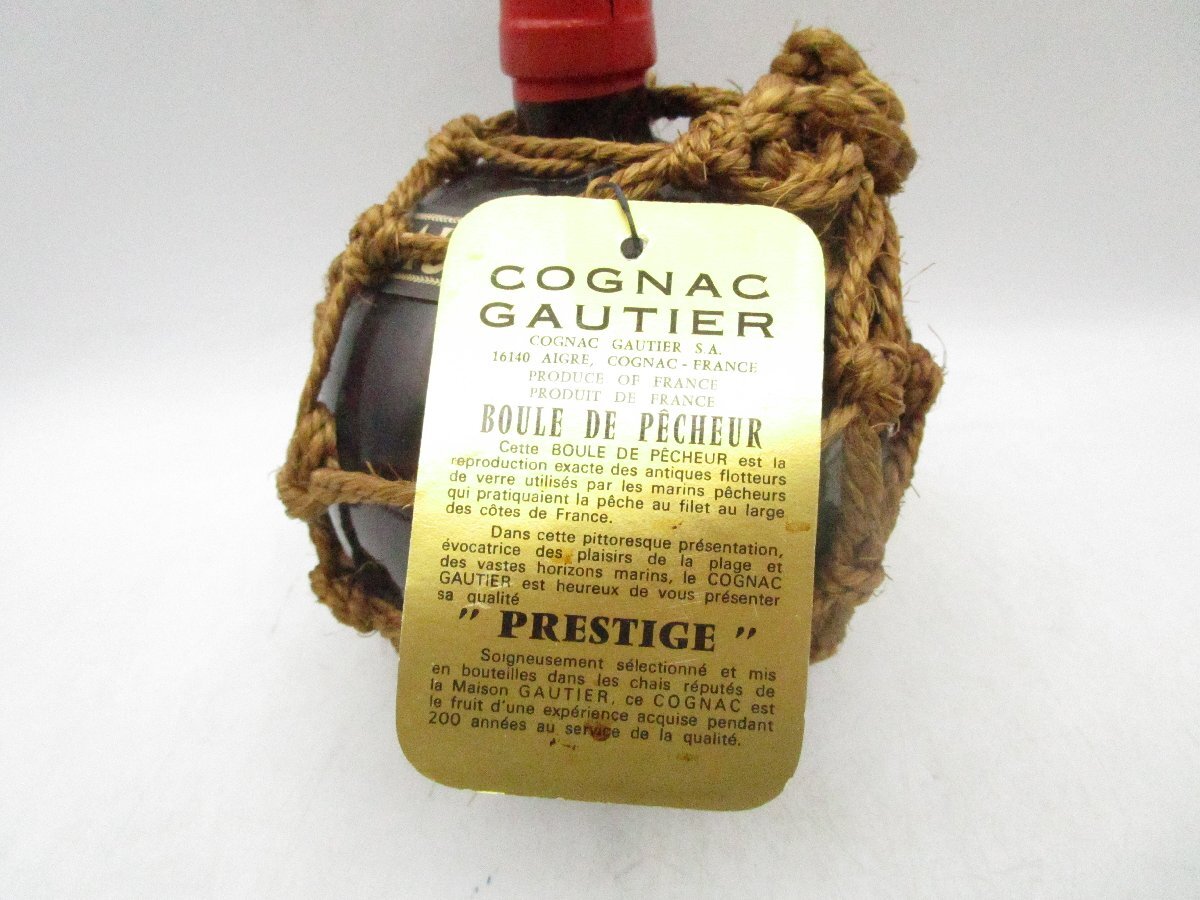 COGNAC
GAUTIER
COGNAC GAUTIER S.A.
16140 AIGRE, COGNAC - FRANCE
PRODUCE OF FRANCE
PRODUIT DE FRANCE
BOULE DE PÊCHEUR
Cette BOULE DE PÊCHEUR est la
reproduction exacte des antiques flotteurs
de verre utilisés par les marins pêcheurs
qui pratiquaient la pêche au filet au large
des côtes de France.
Dans cette pittoresque présentation,
évocatrice des plaisirs de la plage et
des vastes horizons marins, le COGNAC
GAUTIER est heureux de vous présenter
sa qualité
" PRESTIGE "
Soigneusement sélectionné et mis
en bouteilles dans les chais réputés de
la Maison GAUTIER, ce COGNAC est
le fruit d'une expérience acquise pendant
200 années au service de la qualité.